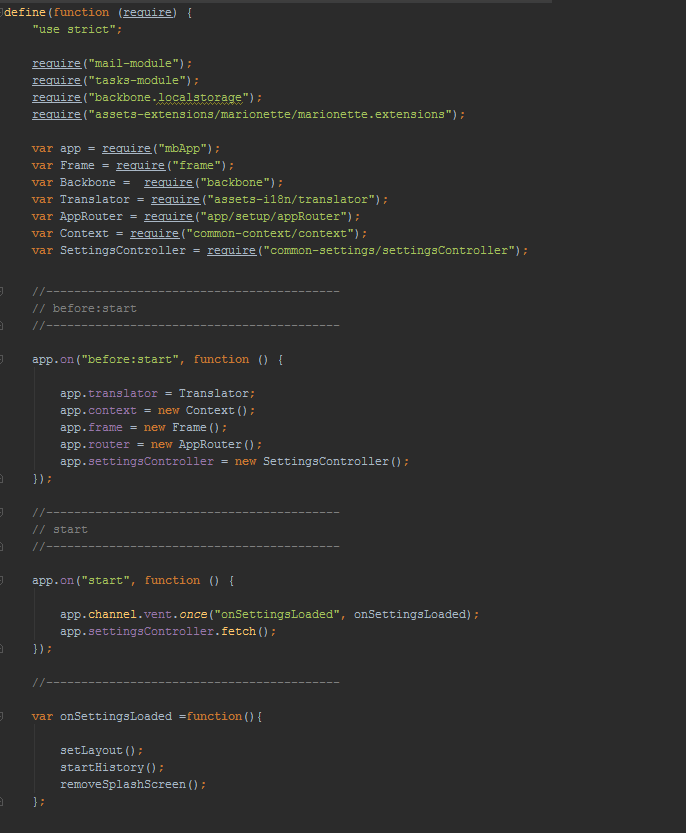 define(function (require) {
    "use strict";

    require("mail-module");
    require("tasks-module");
    require("backbone.localstorage");
    require("assets-extensions/marionette/marionette.extensions");

    var app = require("mbApp");
    var Frame = require("frame");
    var Backbone =  require("backbone");
    var Translator = require("assets-i18n/translator");
    var AppRouter = require("app/setup/appRouter");
    var Context = require("common-context/context");
    var SettingsController = require("common-settings/settingsController");

    //------------------------------------------
    // before:start
    //------------------------------------------

    app.on("before:start", function () {

        app.translator = Translator;
        app.context = new Context();
        app.frame = new Frame();
        app.router = new AppRouter();
        app.settingsController = new SettingsController();
    });

    //------------------------------------------
    // start
    //------------------------------------------

    app.on("start", function () {

        app.channel.vent.once("onSettingsLoaded", onSettingsLoaded);
        app.settingsController.fetch();
    });

    //------------------------------------------

    var onSettingsLoaded =function(){

        setLayout();
        startHistory();
        removeSplashScreen();
    };